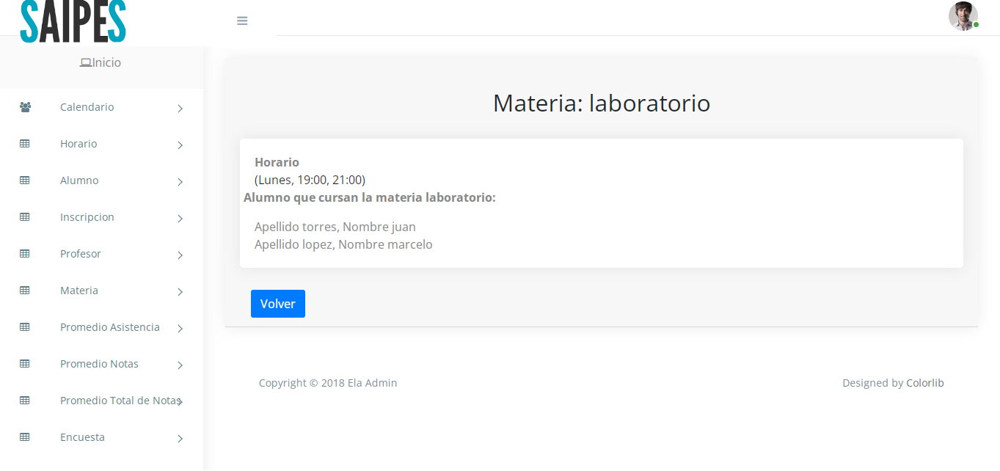 SAIPES
Inicio
Calendario
Horario
Alumno
Inscripcion
Profesor
Materia
Promedio Asistencia
Promedio Notas
Promedio Total de Notas
Encuesta
Materia: laboratorio
Horario
(Lunes, 19:00, 21:00)
Alumno que cursan la materia laboratorio:
Apellido torres, Nombre juan
Apellido lopez, Nombre marcelo
Volver
Copyright © 2018 Ela Admin
Designed by Colorlib